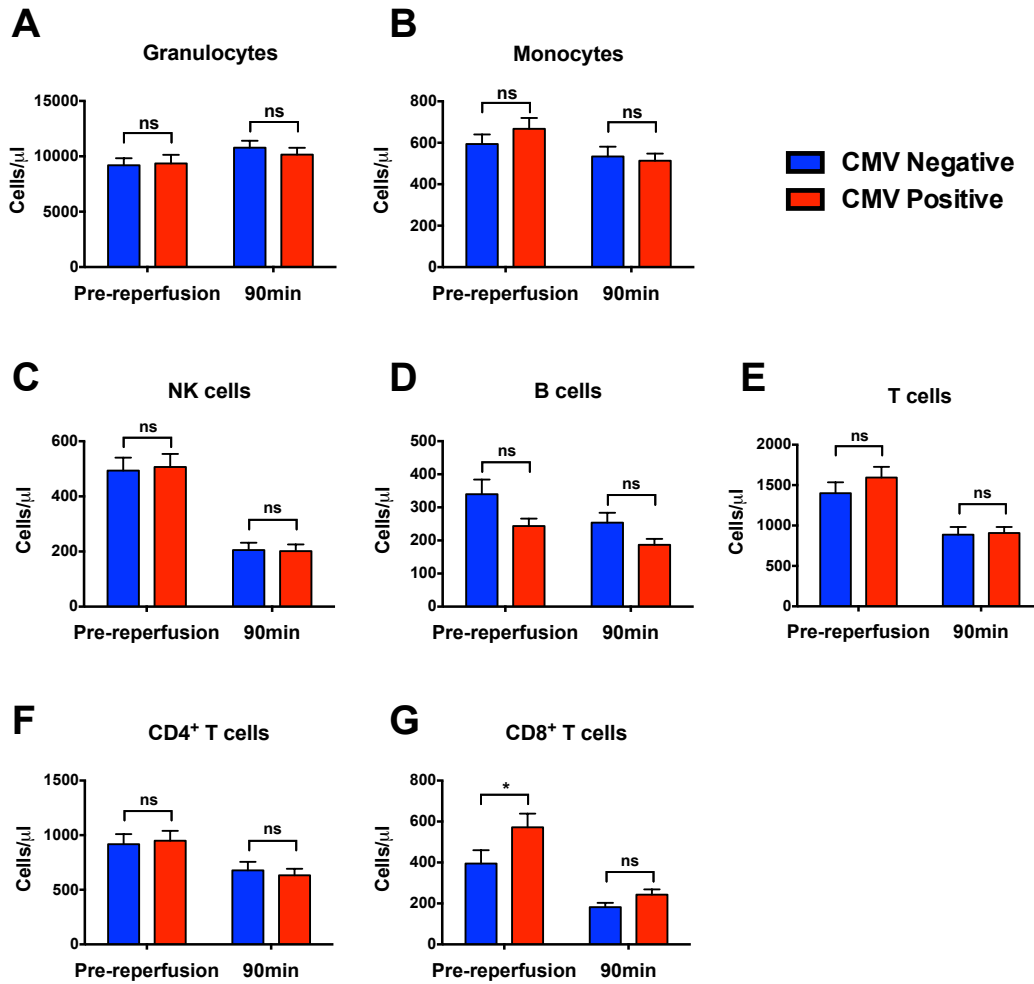 A
Granulocytes
15000
10000
5000
0
Cells/µl
ns
ns
Pre-reperfusion
90min
B
Monocytes
800
600
400
200
0
Cells/µl
ns
ns
Pre-reperfusion
90min
CMV Negative
CMV Positive
C
NK cells
600
400
200
0
Cells/µl
ns
ns
Pre-reperfusion
90min
D
B cells
500
400
300
200
100
0
Cells/µl
ns
ns
Pre-reperfusion
90min
E
T cells
2000
1500
1000
500
0
Cells/µl
ns
ns
Pre-reperfusion
90min
F
CD4⁺ T cells
1500
1000
500
0
Cells/µl
ns
ns
Pre-reperfusion
90min
G
CD8⁺ T cells
800
600
400
200
0
Cells/µl
*
ns
Pre-reperfusion
90min